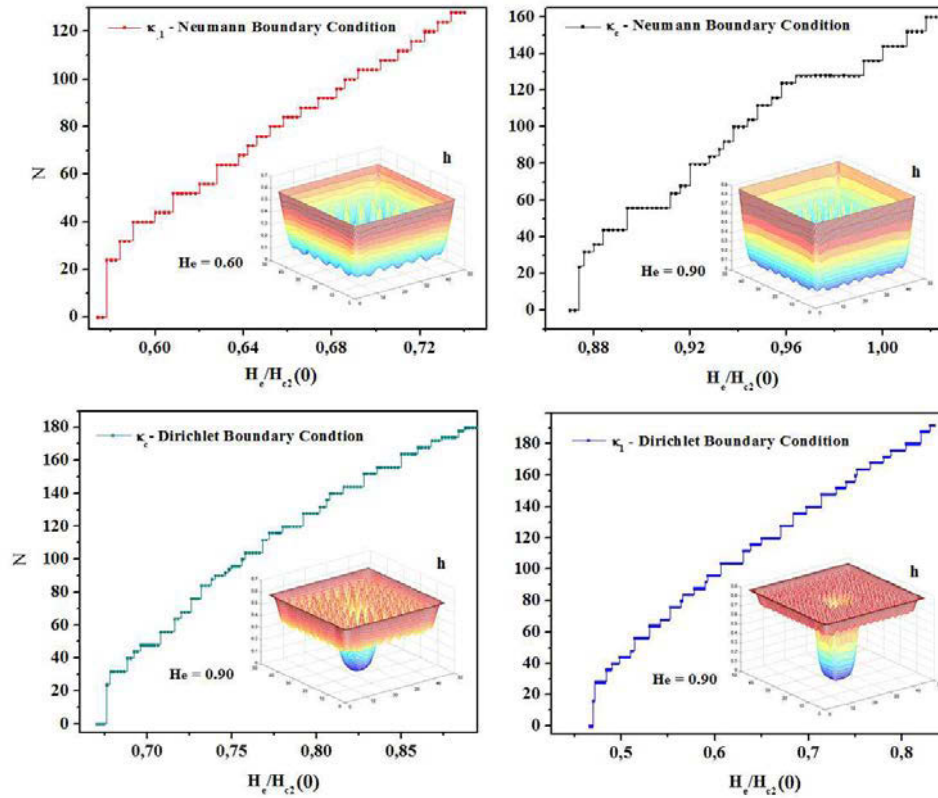 κ,1 - Neumann Boundary Condition
120
100
80
60
40
20
0
N
h
He = 0.60
0,60 0,64 0,68 0,72
He/Hc2(0)
160
κc - Neumann Boundary Condition
140
120
100
80
60
40
20
0
h
He = 0.90
0,88 0,92 0,96 1,00
He/Hc2(0)
180
κc - Dirichlet Boundary Condtion
160
140
120
100
80
60
40
20
0
N
h
He = 0.90
0,70 0,75 0,80 0,85
He/Hc2(0)
180
κ1 - Dirichlet Boundary Condition
160
140
120
100
80
60
40
20
0
h
He = 0.90
0,5 0,6 0,7 0,8
He/Hc2(0)